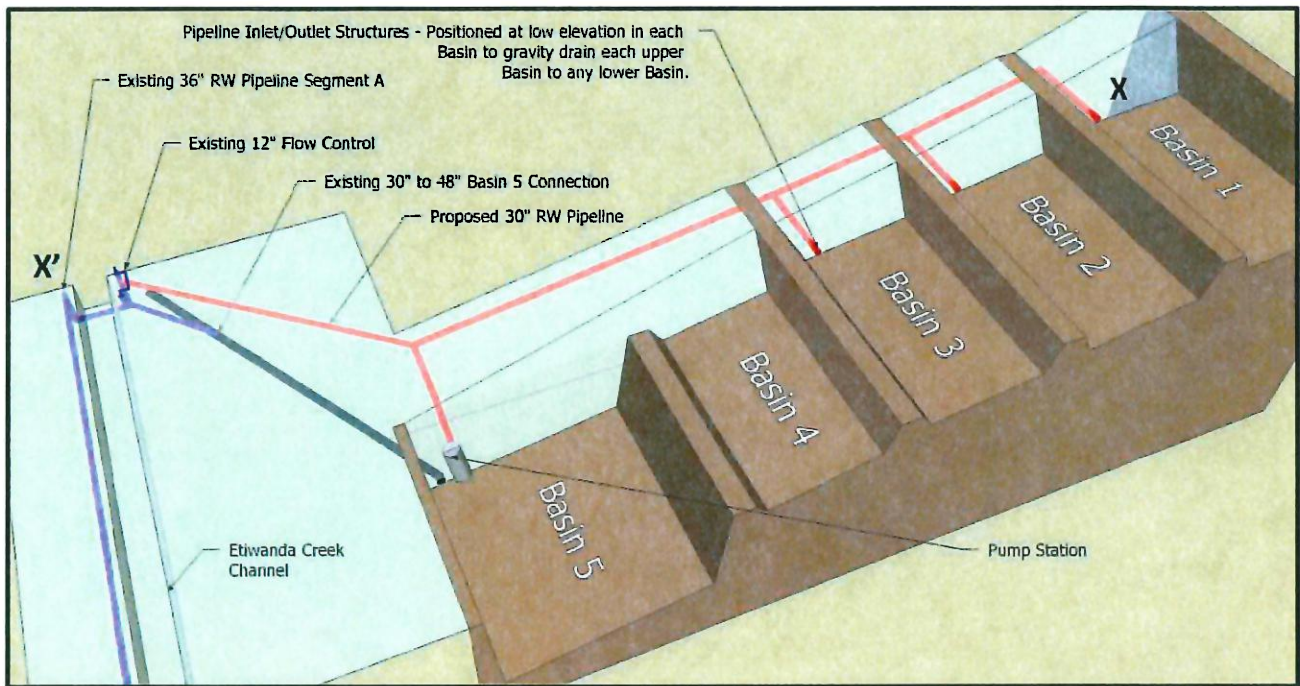 Pipeline Inlet/Outlet Structures - Positioned at low elevation in each
Basin to gravity drain each upper
Basin to any lower Basin.
Existing 36" RW Pipeline Segment A
Existing 12" Flow Control
Existing 30" to 48" Basin 5 Connection
Proposed 30" RW Pipeline
X'
X
Basin 1
Basin 2
Basin 3
Basin 4
Basin 5
Etiwanda Creek
Channel
Pump Station